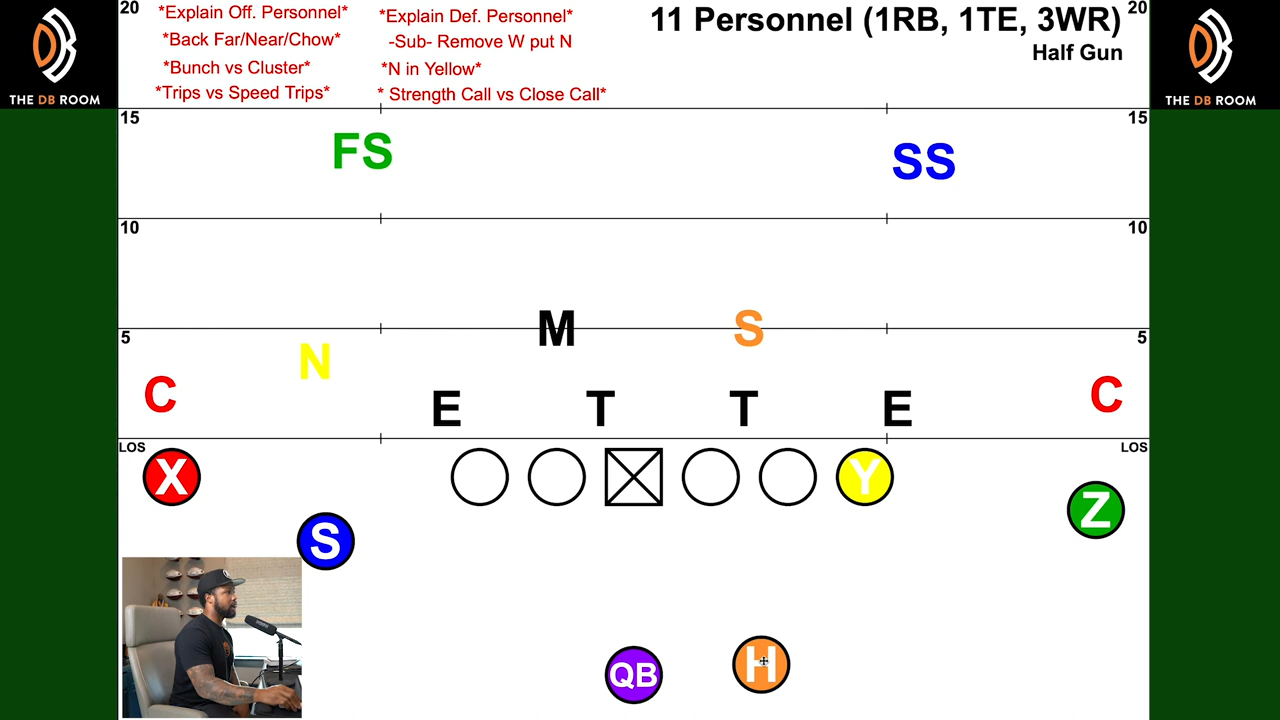 20
*Explain Off. Personnel*
*Back Far/Near/Chow*
*Bunch vs Cluster*
*Trips vs Speed Trips*
*Explain Def. Personnel*
-Sub- Remove W put N
*N in Yellow*
* Strength Call vs Close Call*
11 Personnel (1RB, 1TE, 3WR)
Half Gun
20
THE DB ROOM
THE DB ROOM
15
15
FS
SS
10
10
M
S
5
5
N
C
E
T
T
E
C
LOS
LOS
X
Y
Z
S
QB
H